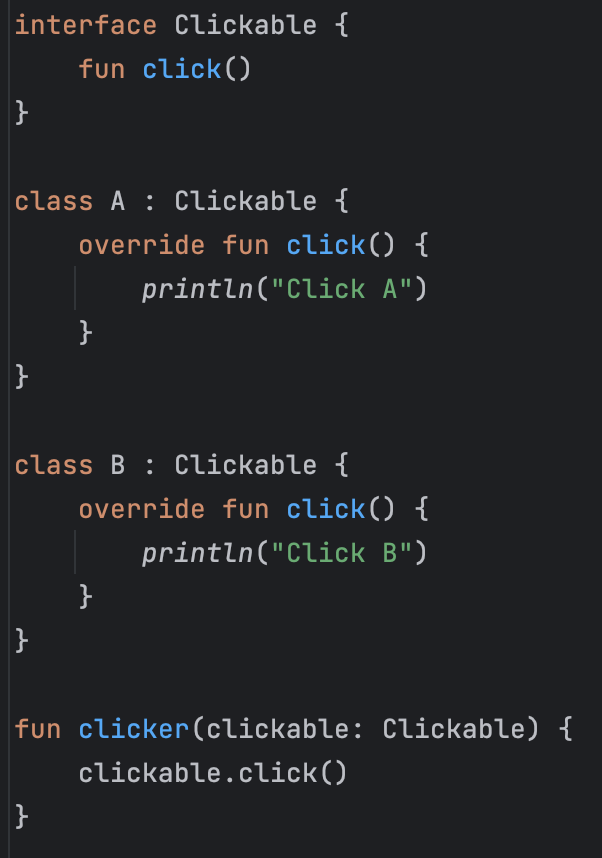 interface Clickable {
    fun click()
}

class A : Clickable {
    override fun click() {
        println("Click A")
    }
}

class B : Clickable {
    override fun click() {
        println("Click B")
    }
}

fun clicker(clickable: Clickable) {
    clickable.click()
}